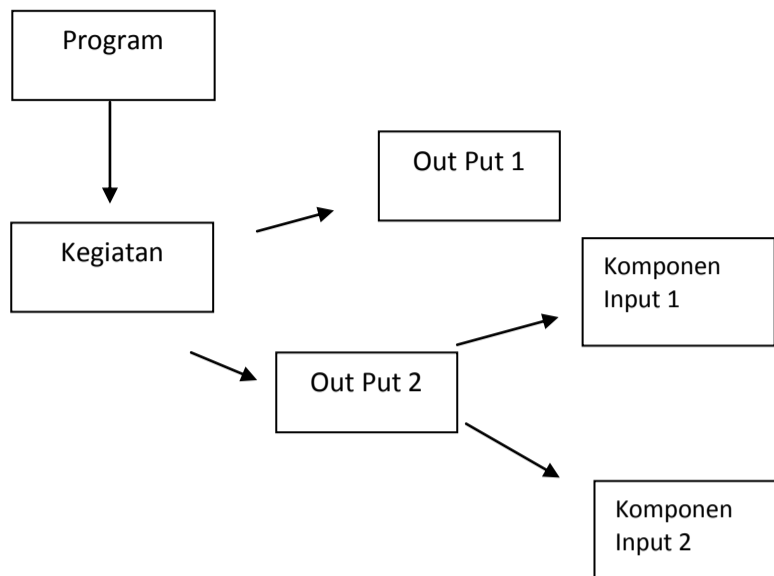 Program
Out Put 1
Kegiatan
Komponen
Input 1
Out Put 2
Komponen
Input 2